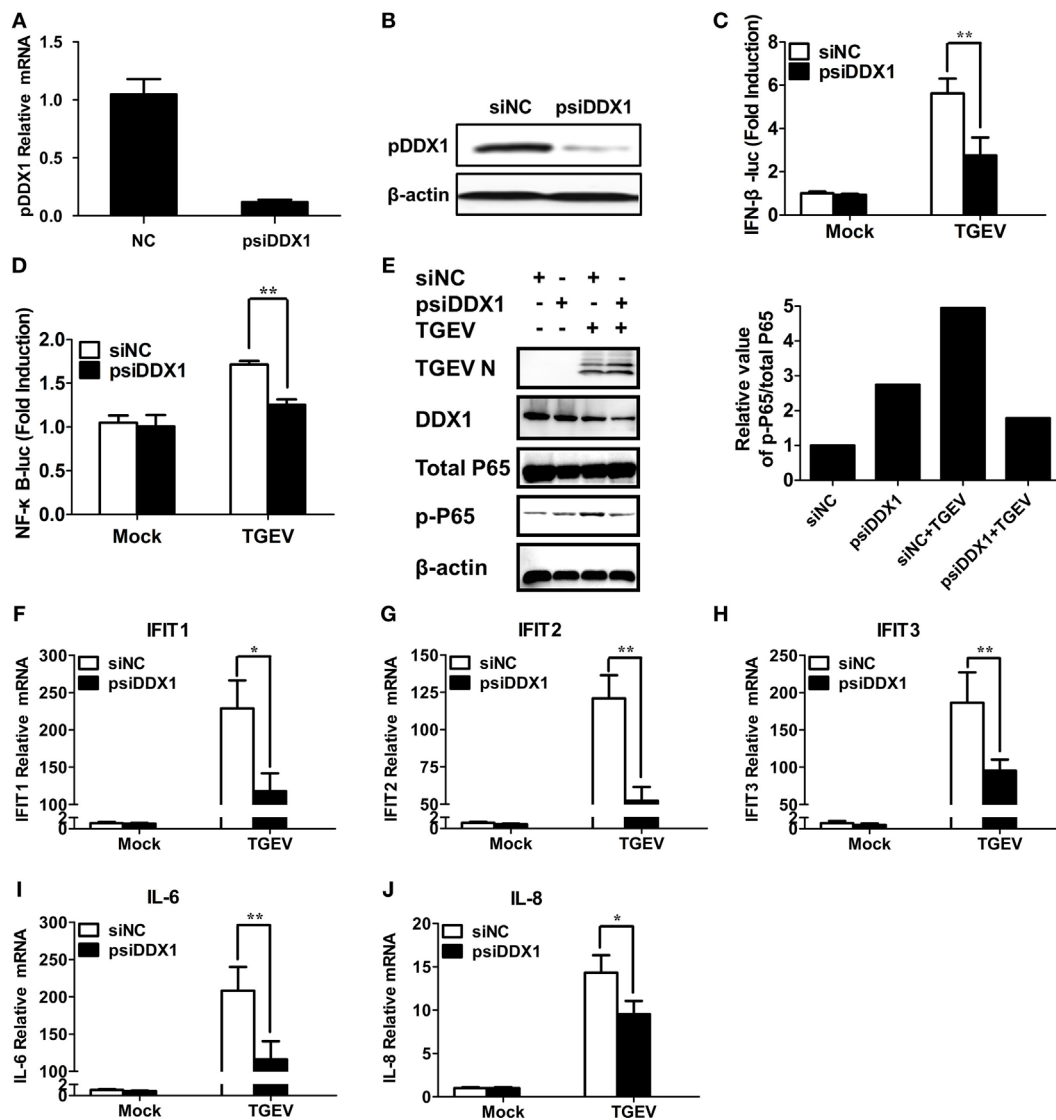 A
pDDX1 Relative mRNA
1.5
1.0
0.5
0.0
NC
psiDDX1
B
siNC psiDDX1
pDDX1
β-actin
C
IFN-β -luc (Fold Induction)
8
6
4
2
0
siNC
psiDDX1
**
Mock
TGEV
D
NF-κ B-luc (Fold Induction)
2.0
1.5
1.0
0.5
0.0
siNC
psiDDX1
**
Mock
TGEV
E
siNC + - + -
psiDDX1 - + - +
TGEV - - + +
TGEV N
DDX1
Total P65
p-P65
β-actin
Relative value
of p-P65/total P65
5
4
3
2
1
0
siNC
psiDDX1
siNC+TGEV
psiDDX1+TGEV
F
IFIT1
IFIT1 Relative mRNA
300
250
200
150
100
2
0
siNC
psiDDX1
*
Mock
TGEV
G
IFIT2
IFIT2 Relative mRNA
150
125
100
75
50
2
0
siNC
psiDDX1
**
Mock
TGEV
H
IFIT3
IFIT3 Relative mRNA
300
250
200
150
100
50
2
0
siNC
psiDDX1
**
Mock
TGEV
I
IL-6
IL-6 Relative mRNA
300
250
200
150
100
2
0
siNC
psiDDX1
**
Mock
TGEV
J
IL-8
IL-8 Relative mRNA
20
15
10
5
0
siNC
psiDDX1
*
Mock
TGEV